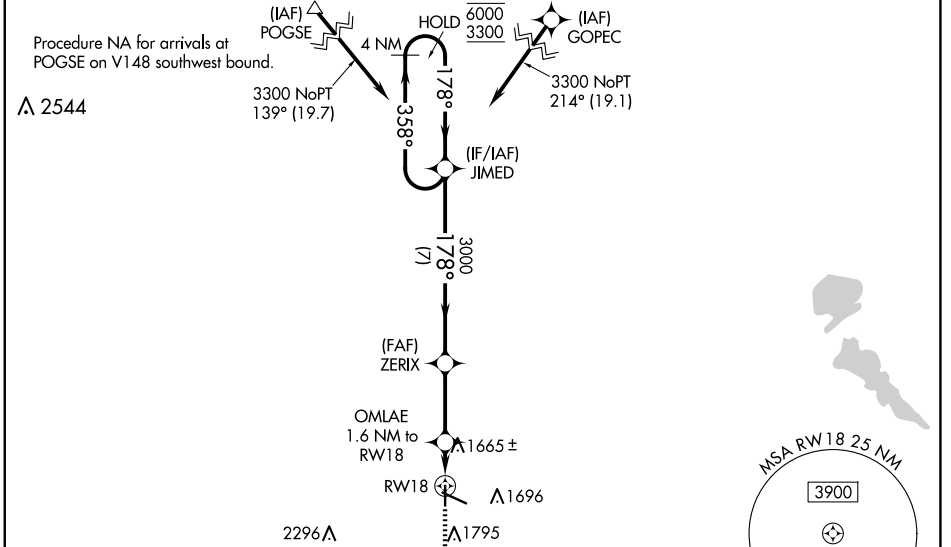 (IAF)
POGSE
HOLD
6000
3300
(IAF)
GOPEC
Procedure NA for arrivals at
POGSE on V148 southwest bound.
4 NM
3300 NoPT
139° (19.7)
3300 NoPT
214° (19.1)
2544
178°
358°
(IF/IAF)
JIMED
3000
178°
(7)
(FAF)
ZERIX
OMLAE
1.6 NM to
RW18
1665 ±
RW18
1696
2296
1795
MSA RW18 25 NM
3900